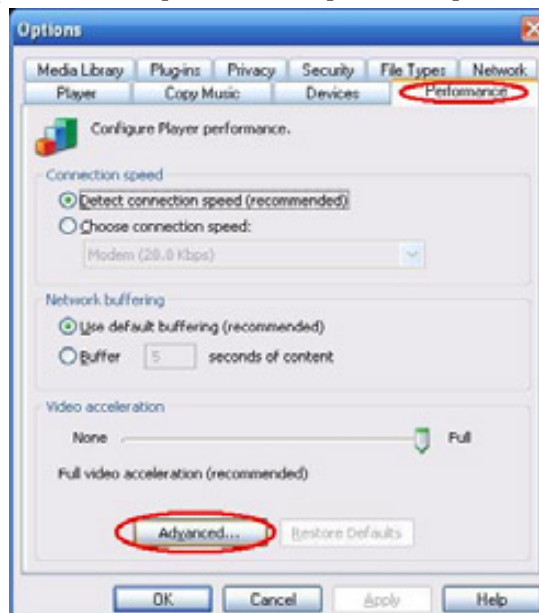 Options
Media Library Plug-ins Privacy Security File Types Network
Player Copy Music Devices Performance
Configure Player performance.
Connection speed
Detect connection speed (recommended)
Choose connection speed:
Modem (28.8 Kbps)
Network buffering
Use default buffering (recommended)
Buffer 5 seconds of content
Video acceleration
None Full
Full video acceleration (recommended)
Advanced... Restore Defaults
OK Cancel Apply Help